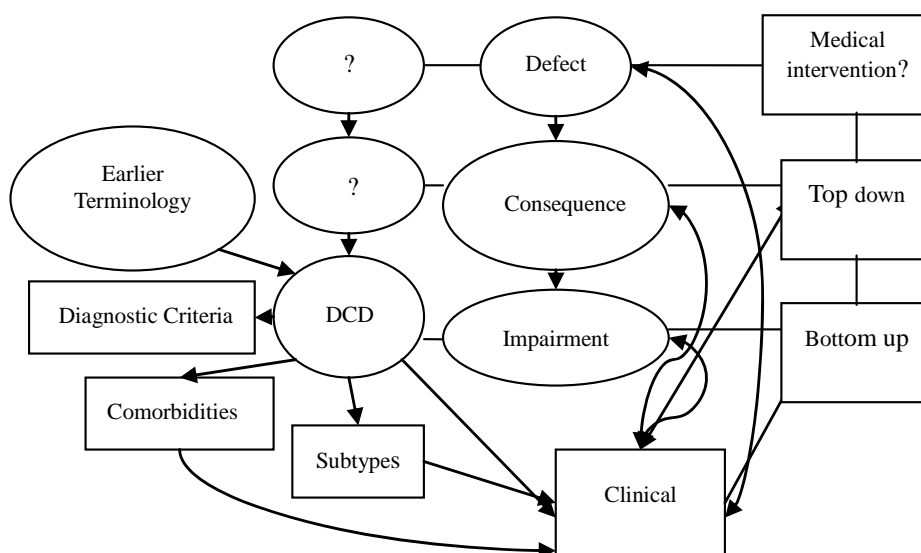 ?
Defect
Medical
intervention?
Earlier
Terminology
?
Consequence
Top down
Diagnostic Criteria
DCD
Impairment
Bottom up
Comorbidities
Subtypes
Clinical